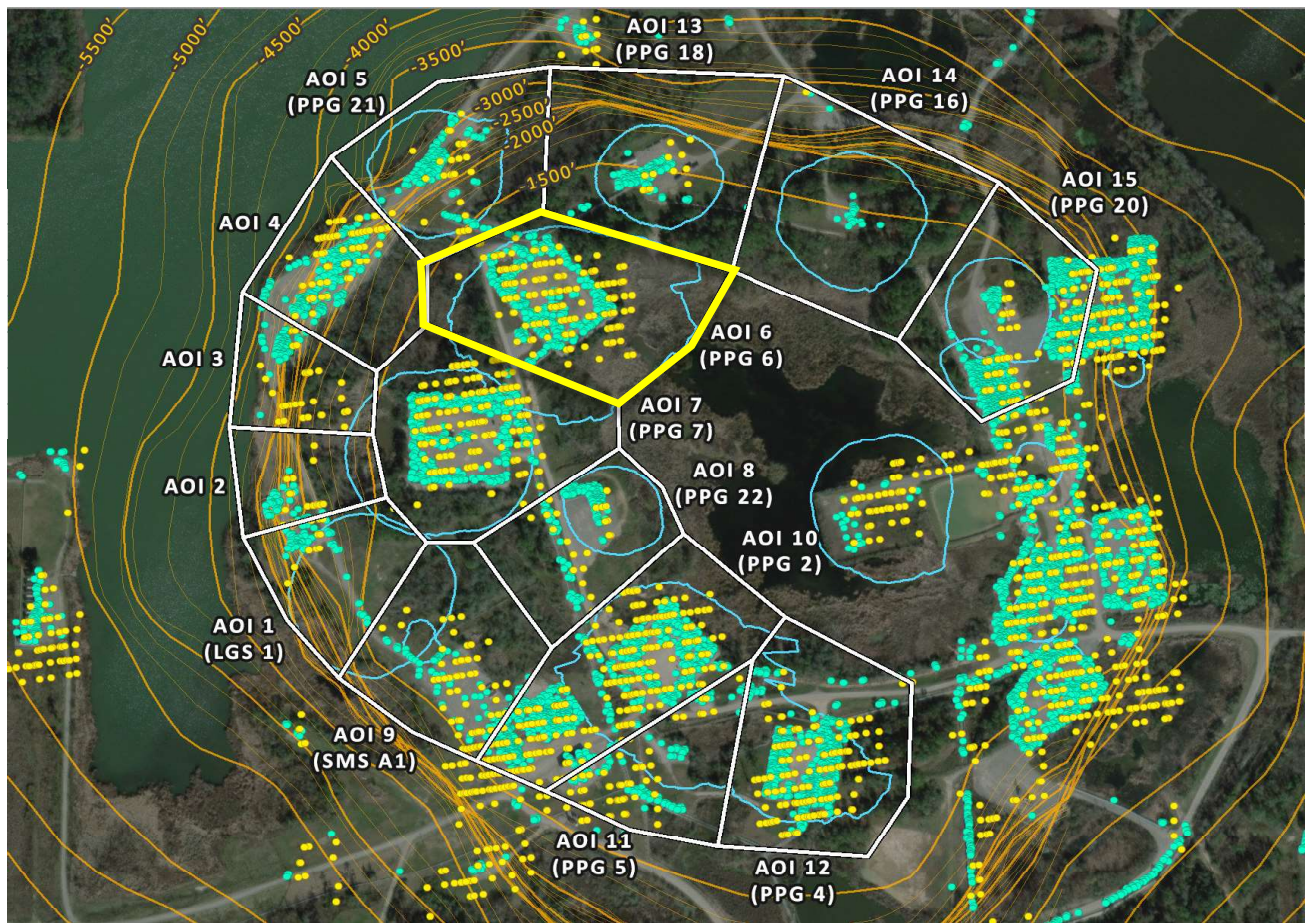 -5500'
-5000'
-4500'
-4000'
-3500'
-3000'
-2500'
-2000'
-1500'
AOI 13
(PPG 18)
AOI 14
(PPG 16)
AOI 5
(PPG 21)
AOI 15
(PPG 20)
AOI 4
AOI 3
AOI 6
(PPG 6)
AOI 7
(PPG 7)
AOI 2
AOI 8
(PPG 22)
AOI 10
(PPG 2)
AOI 1
(LGS 1)
AOI 9
(SMS A1)
AOI 11
(PPG 5)
AOI 12
(PPG 4)